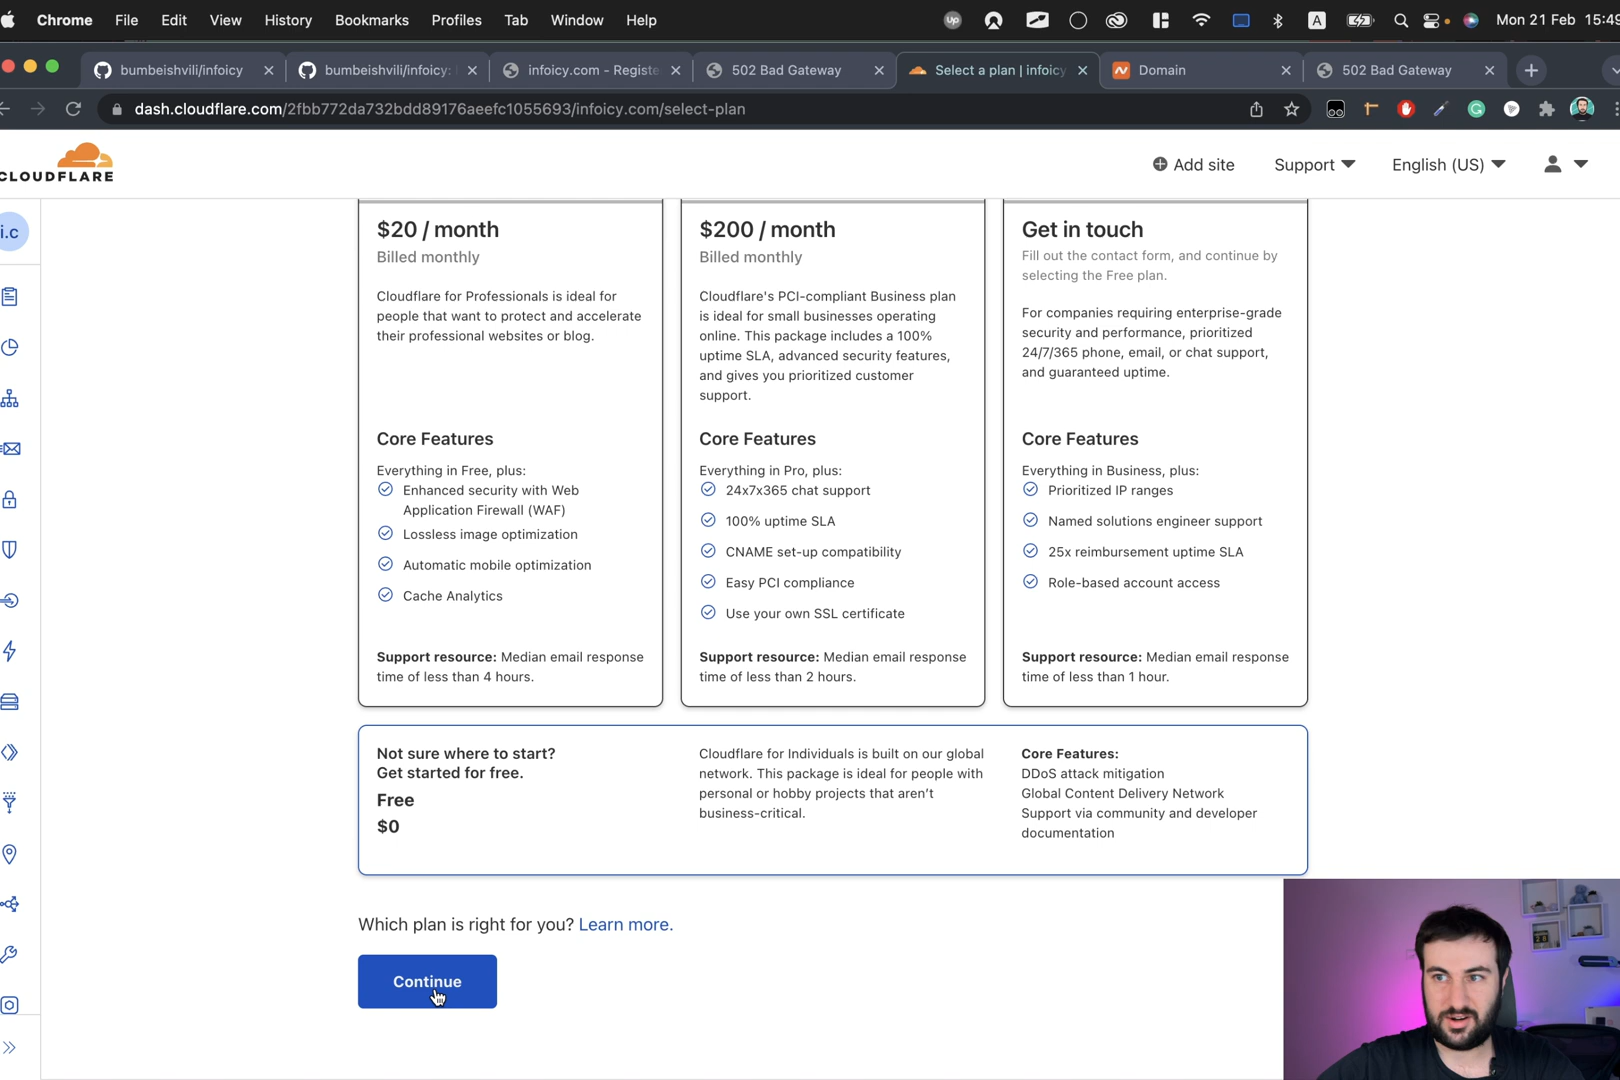 Chrome File Edit View History Bookmarks Profiles Tab Window Help
Up A Mon 21 Feb 15:49
bumbeishvili/infoicy
bumbeishvili/infoicy:
infoicy.com - Registe
502 Bad Gateway
Select a plan | infoicy
Domain
502 Bad Gateway
dash.cloudflare.com/2fbb772da732bdd89176aeefc1055693/infoicy.com/select-plan
CLOUDFLARE
Add site
Support
English (US)
i.c
$20 / month
Billed monthly
Cloudflare for Professionals is ideal for
people that want to protect and accelerate
their professional websites or blog.
Core Features
Everything in Free, plus:
Enhanced security with Web
Application Firewall (WAF)
Lossless image optimization
Automatic mobile optimization
Cache Analytics
Support resource: Median email response
time of less than 4 hours.
$200 / month
Billed monthly
Cloudflare's PCI-compliant Business plan
is ideal for small businesses operating
online. This package includes a 100%
uptime SLA, advanced security features,
and gives you prioritized customer
support.
Core Features
Everything in Pro, plus:
24x7x365 chat support
100% uptime SLA
CNAME set-up compatibility
Easy PCI compliance
Use your own SSL certificate
Support resource: Median email response
time of less than 2 hours.
Get in touch
Fill out the contact form, and continue by
selecting the Free plan.
For companies requiring enterprise-grade
security and performance, prioritized
24/7/365 phone, email, or chat support,
and guaranteed uptime.
Core Features
Everything in Business, plus:
Prioritized IP ranges
Named solutions engineer support
25x reimbursement uptime SLA
Role-based account access
Support resource: Median email response
time of less than 1 hour.
Not sure where to start?
Get started for free.
Free
$0
Cloudflare for Individuals is built on our global
network. This package is ideal for people with
personal or hobby projects that aren't
business-critical.
Core Features:
DDoS attack mitigation
Global Content Delivery Network
Support via community and developer
documentation
Which plan is right for you? Learn more.
Continue